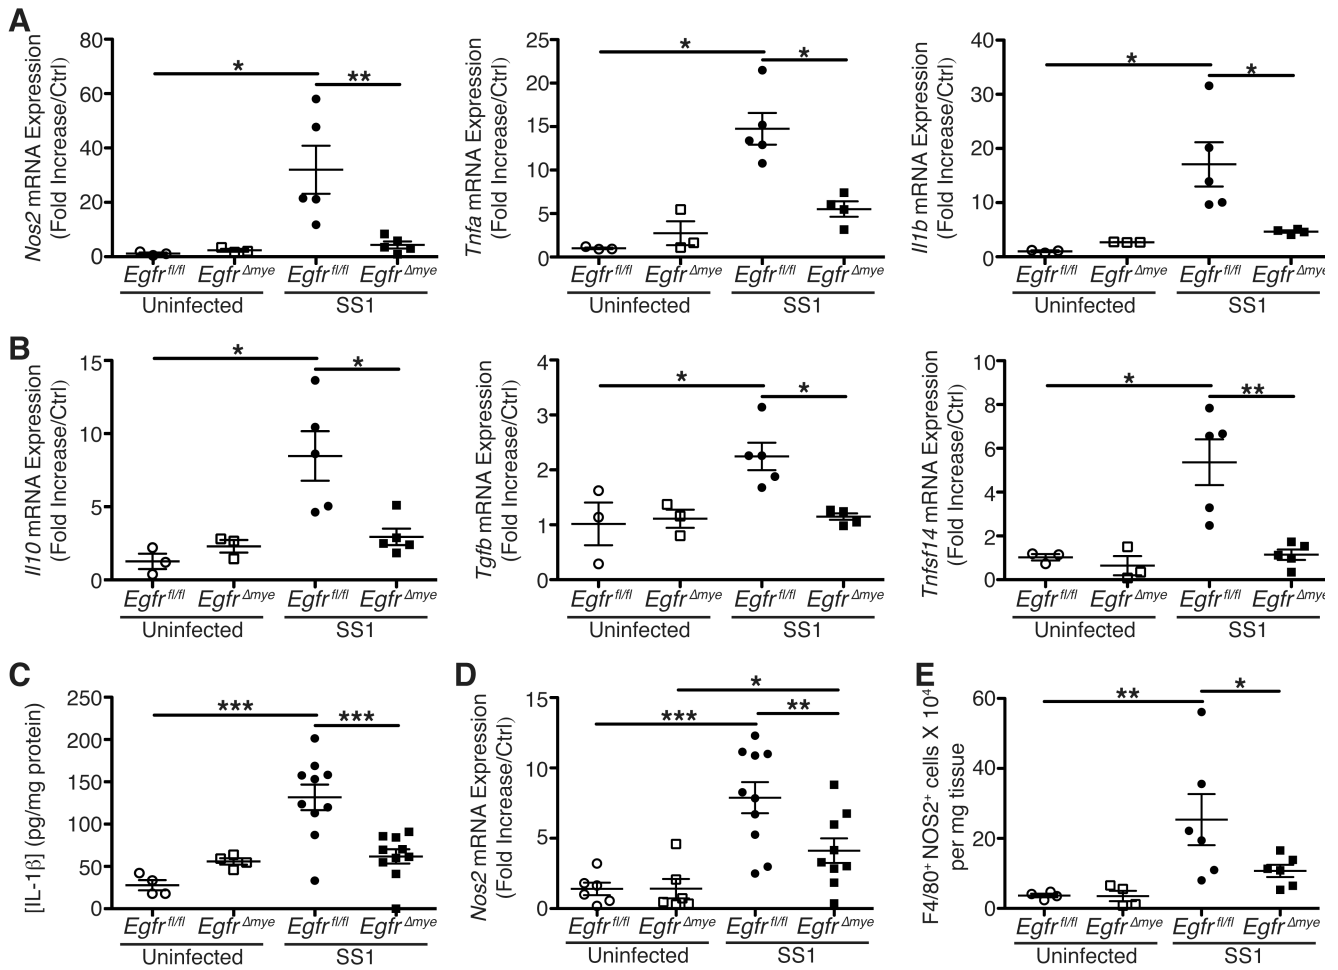 A
Nos2 mRNA Expression
(Fold Increase/Ctrl)
80
60
40
20
0
*
**
Egfr fl/fl Egfr Δmye Egfr fl/fl Egfr Δmye
Uninfected SS1
Tnfa mRNA Expression
(Fold Increase/Ctrl)
25
20
15
10
5
0
*
*
Egfr fl/fl Egfr Δmye Egfr fl/fl Egfr Δmye
Uninfected SS1
Il1b mRNA Expression
(Fold Increase/Ctrl)
40
30
20
10
0
*
*
Egfr fl/fl Egfr Δmye Egfr fl/fl Egfr Δmye
Uninfected SS1
B
Il10 mRNA Expression
(Fold Increase/Ctrl)
15
10
5
0
*
*
Egfr fl/fl Egfr Δmye Egfr fl/fl Egfr Δmye
Uninfected SS1
Tgfb mRNA Expression
(Fold Increase/Ctrl)
4
3
2
1
0
*
*
Egfr fl/fl Egfr Δmye Egfr fl/fl Egfr Δmye
Uninfected SS1
Tnfsf14 mRNA Expression
(Fold Increase/Ctrl)
10
8
6
4
2
0
*
**
Egfr fl/fl Egfr Δmye Egfr fl/fl Egfr Δmye
Uninfected SS1
C
[IL-1β] (pg/mg protein)
250
200
150
100
50
0
***
***
Egfr fl/fl Egfr Δmye Egfr fl/fl Egfr Δmye
Uninfected SS1
D
Nos2 mRNA Expression
(Fold Increase/Ctrl)
15
10
5
0
*
**
***
Egfr fl/fl Egfr Δmye Egfr fl/fl Egfr Δmye
Uninfected SS1
E
F4/80⁺ NOS2⁺ cells X 10⁴
per mg tissue
60
40
20
0
**
*
Egfr fl/fl Egfr Δmye Egfr fl/fl Egfr Δmye
Uninfected SS1